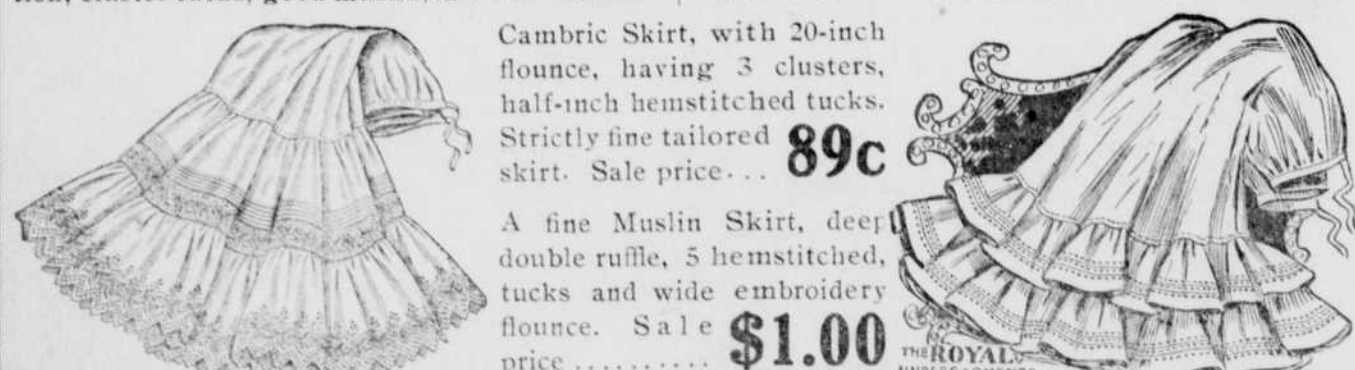 Cambric Skirt, with 20-inch
flounce, having 3 clusters,
half-inch hemstitched tucks.
Strictly fine tailored
skirt. Sale price... 89c
A fine Muslin Skirt, deep
double ruffle, 5 hemstitched,
tucks and wide embroidery
flounce. Sale
price.......... $1.00
THE ROYAL